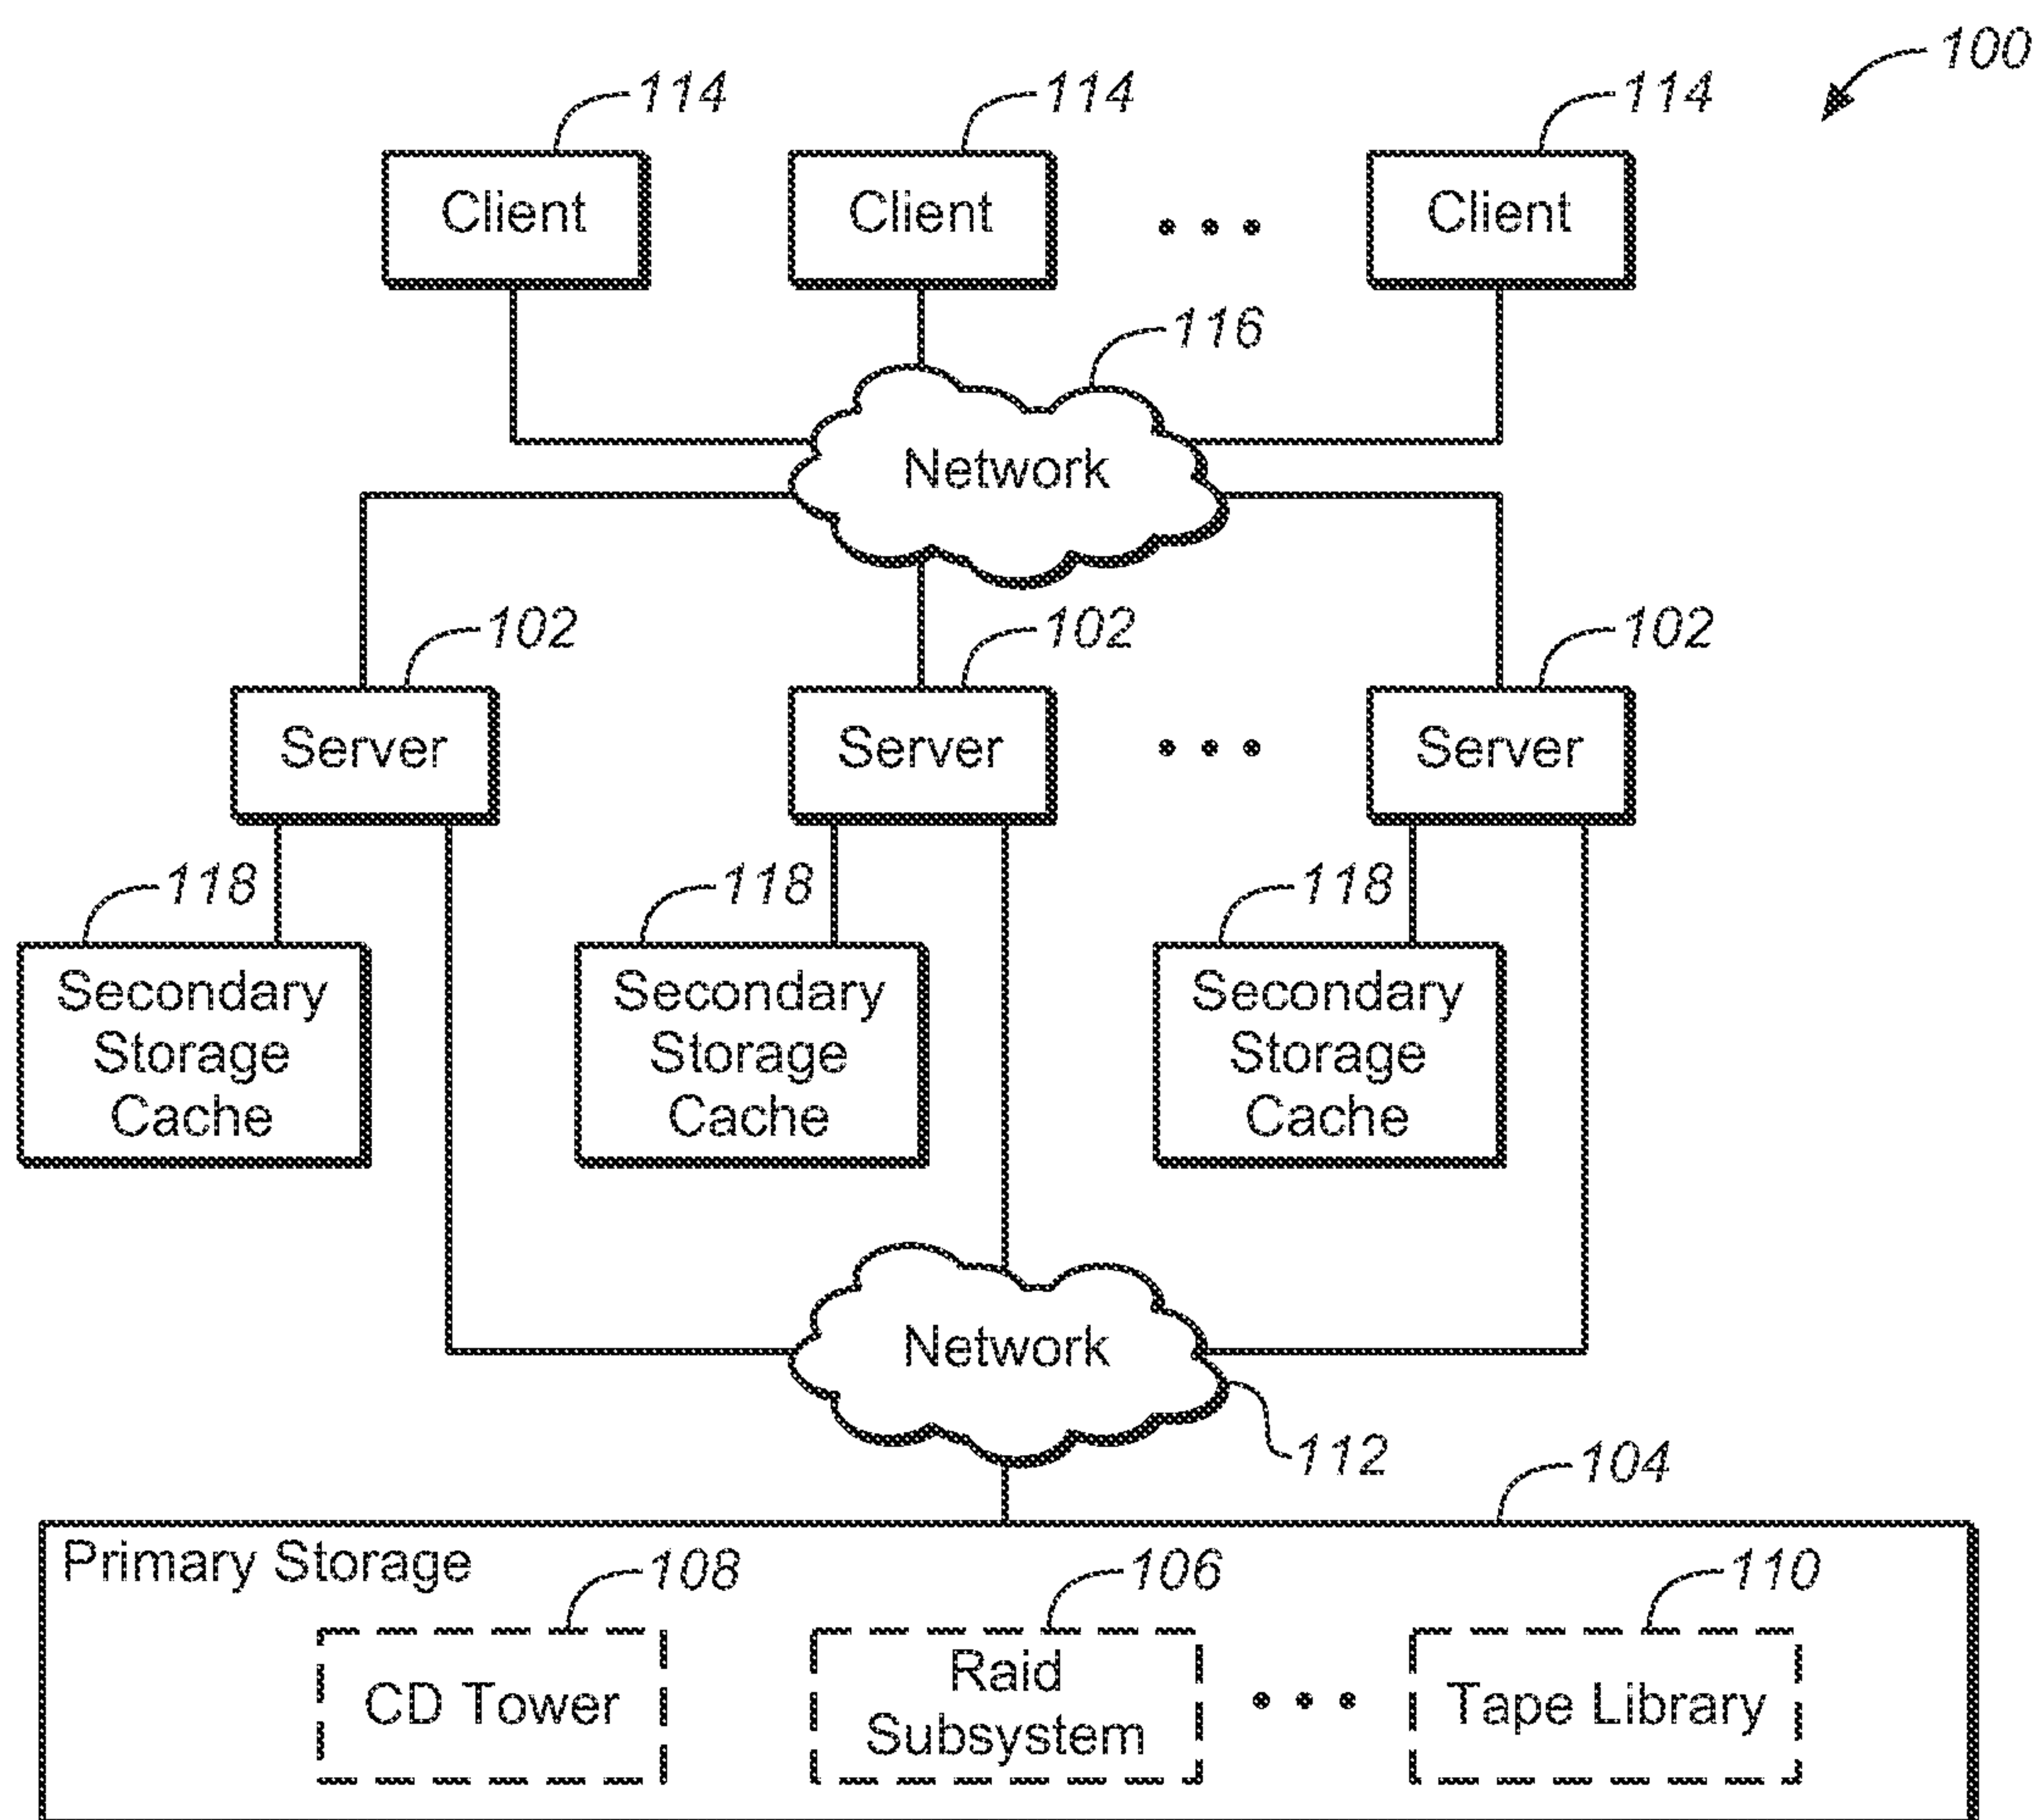 100
114
114
114
Client
Client
• • •
Client
116
Network
102
102
102
Server
Server
• • •
Server
118
118
118
Secondary
Storage
Cache
Secondary
Storage
Cache
Secondary
Storage
Cache
Network
112
104
Primary Storage
108
106
110
CD Tower
Raid
Subsystem
• • •
Tape Library